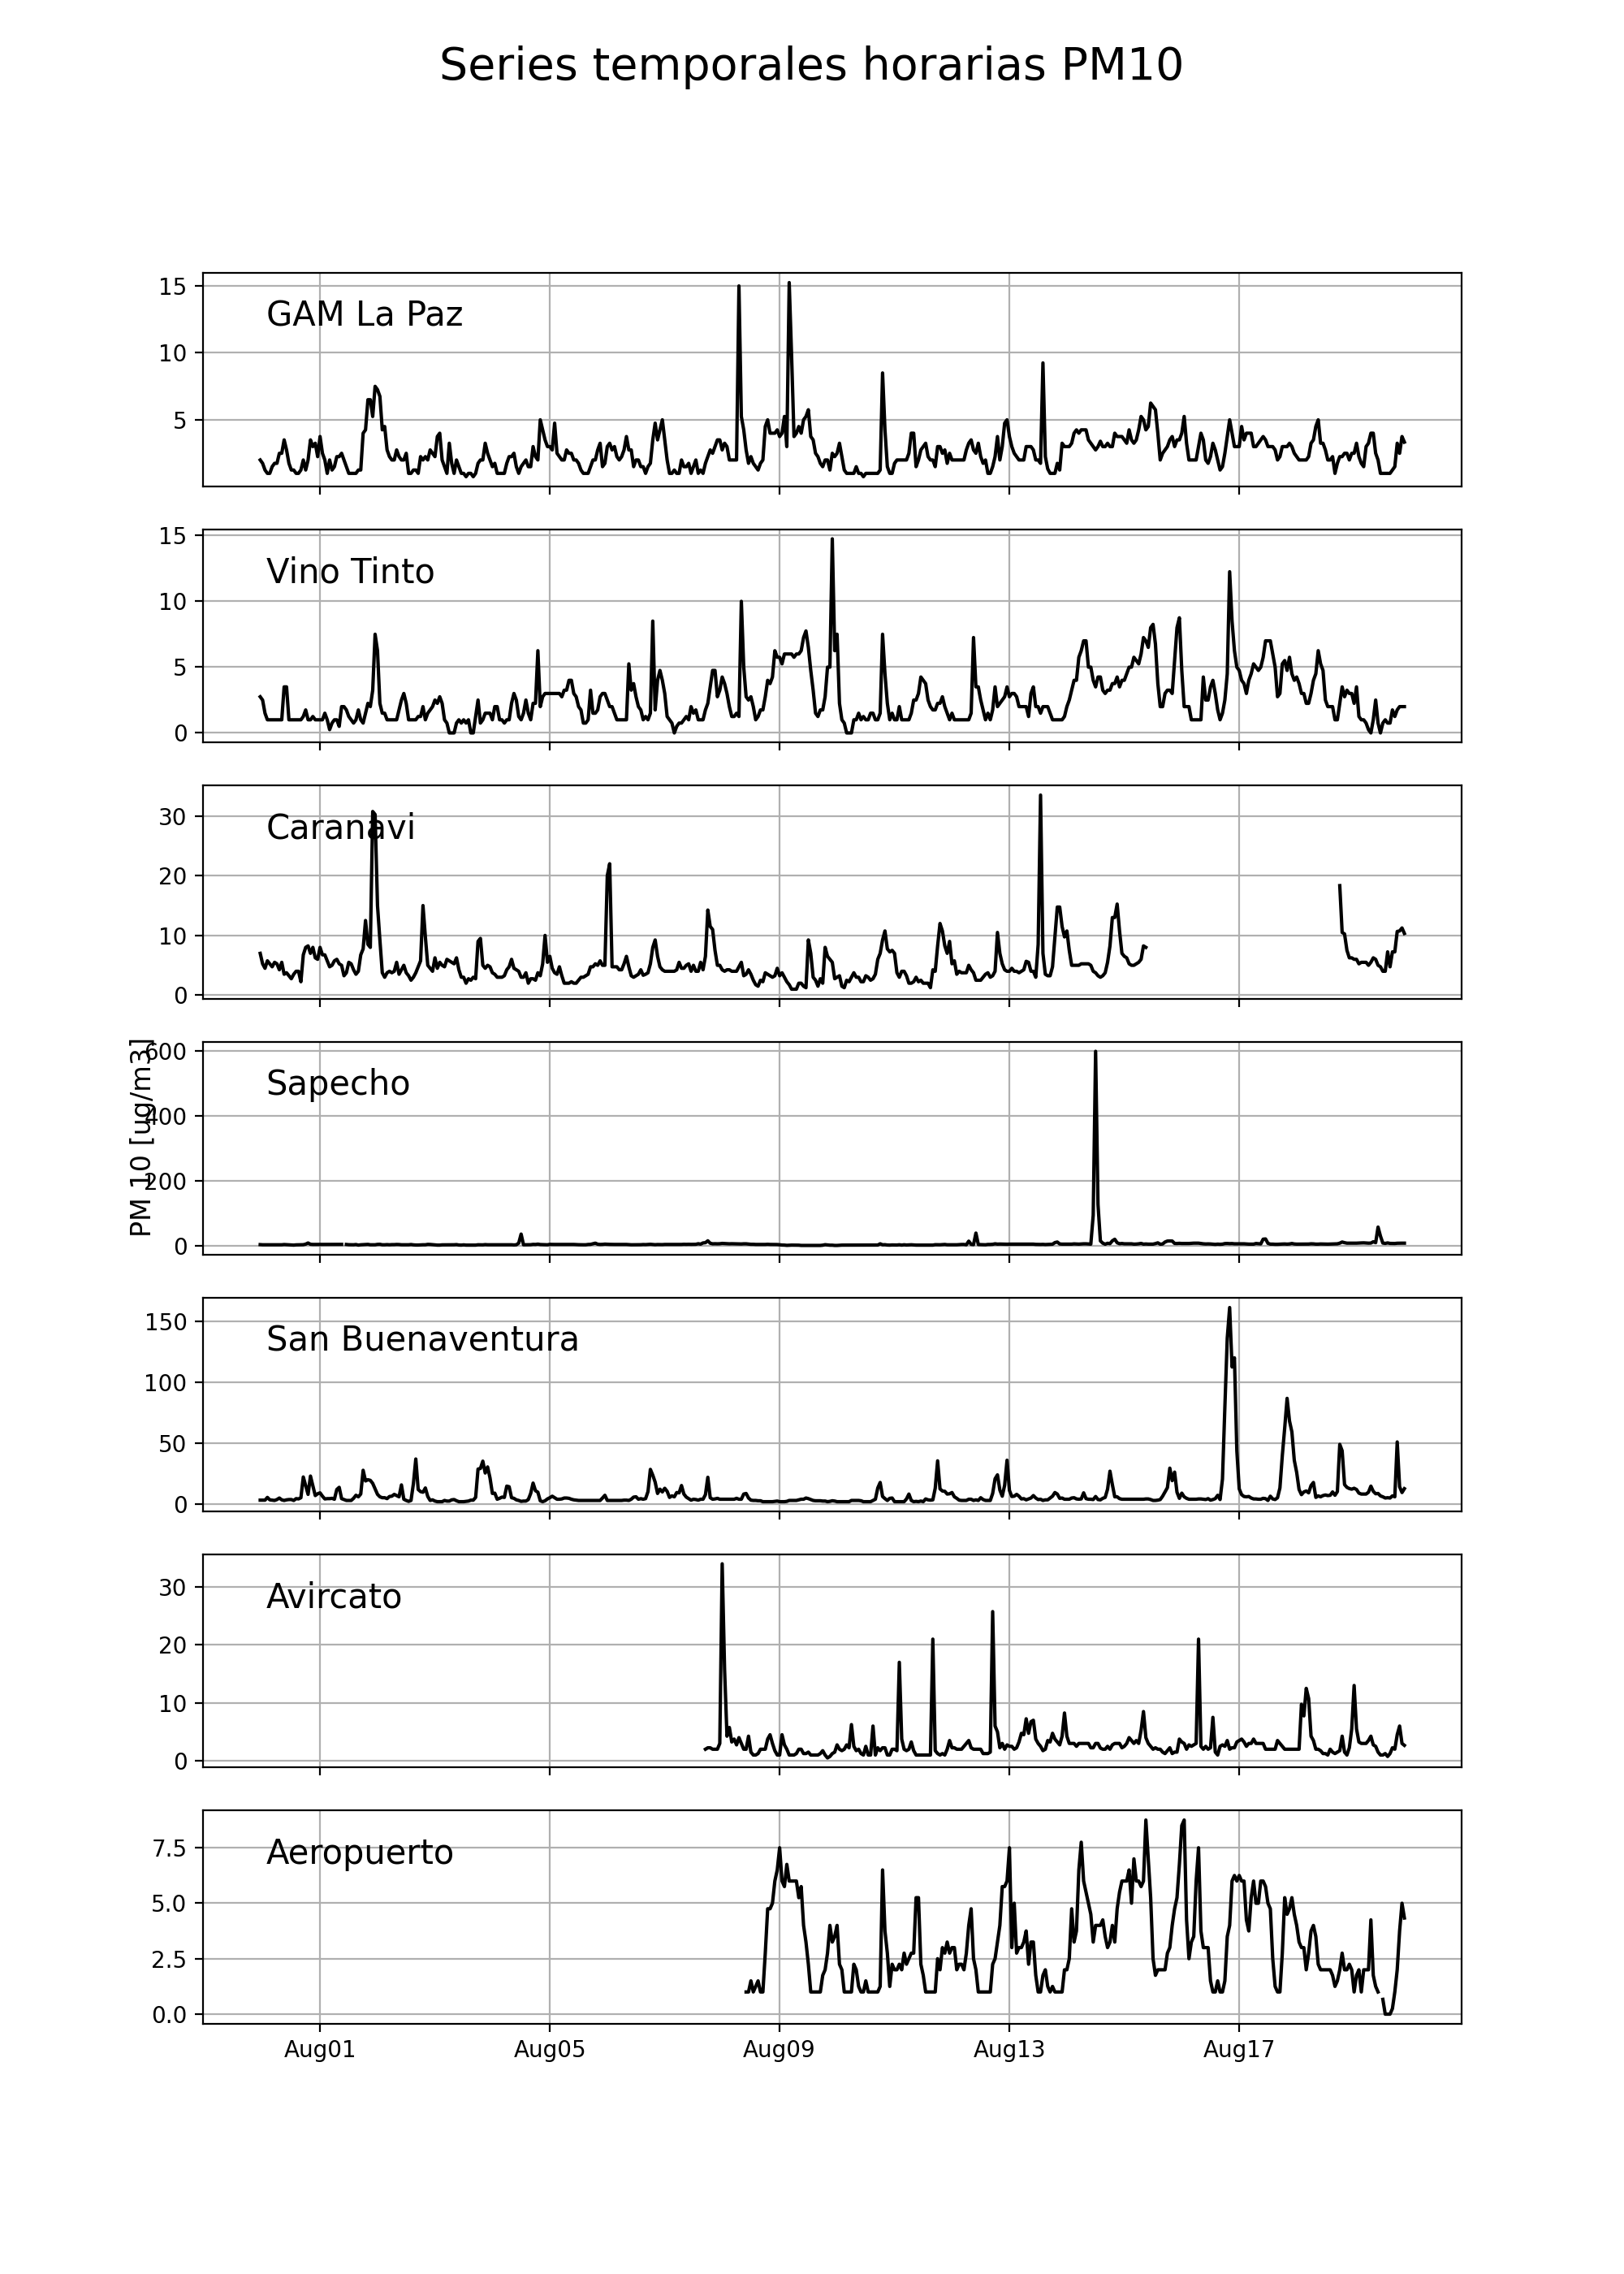 Series temporales horarias PM10
15
10
5
GAM La Paz
15
10
5
0
Vino Tinto
30
20
10
0
Caranavi
PM 10 [ug/m3]
600
400
200
0
Sapecho
150
100
50
0
San Buenaventura
30
20
10
0
Avircato
7.5
5.0
2.5
0.0
Aeropuerto
Aug01 Aug05 Aug09 Aug13 Aug17